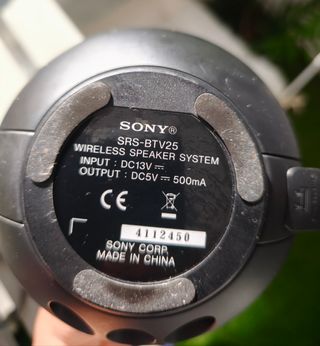 SONY®
SRS-BTV25
WIRELESS SPEAKER SYSTEM
INPUT : DC13V ⎓
OUTPUT : DC5V ⎓ 500mA
CE
4112450
SONY CORP.
MADE IN CHINA